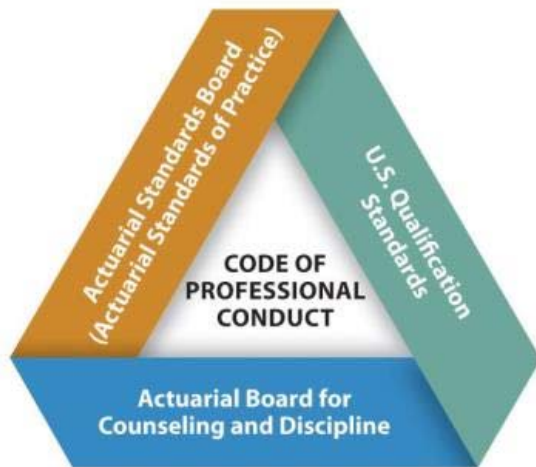 Actuarial Standards Board
(Actuarial Standards of Practice)
U.S. Qualification
Standards
CODE OF
PROFESSIONAL
CONDUCT
Actuarial Board for
Counseling and Discipline